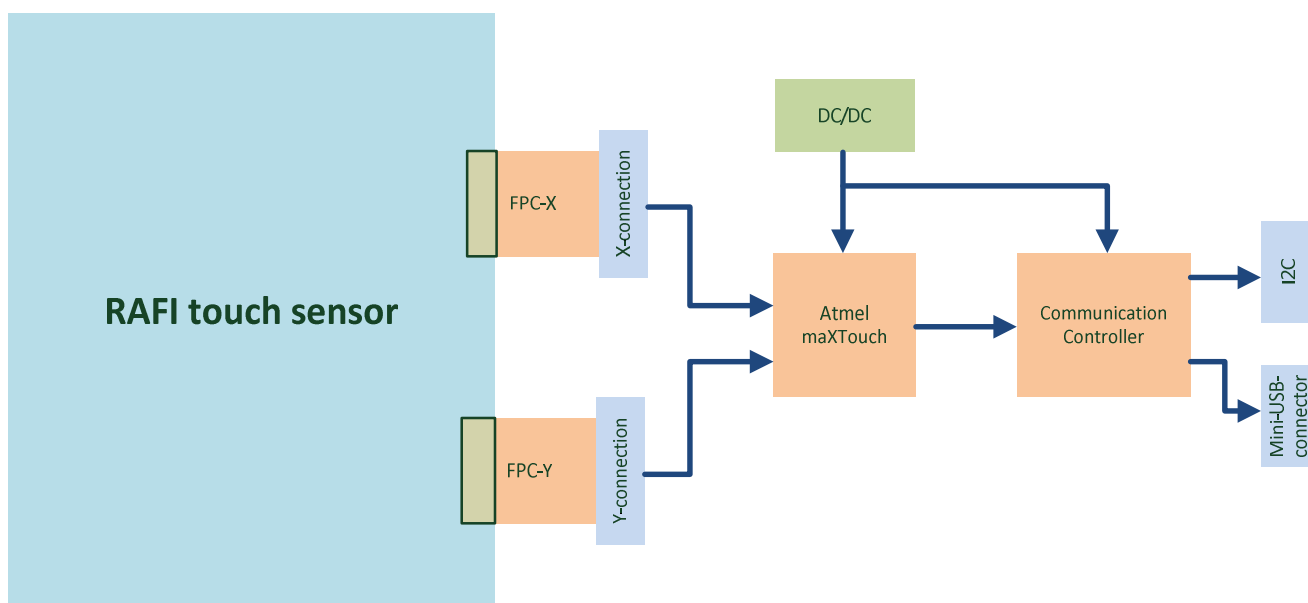 RAFI touch sensor
FPC-X
X-connection
FPC-Y
Y-connection
DC/DC
Atmel
maXTouch
Communication
Controller
I2C
Mini-USB-
connector